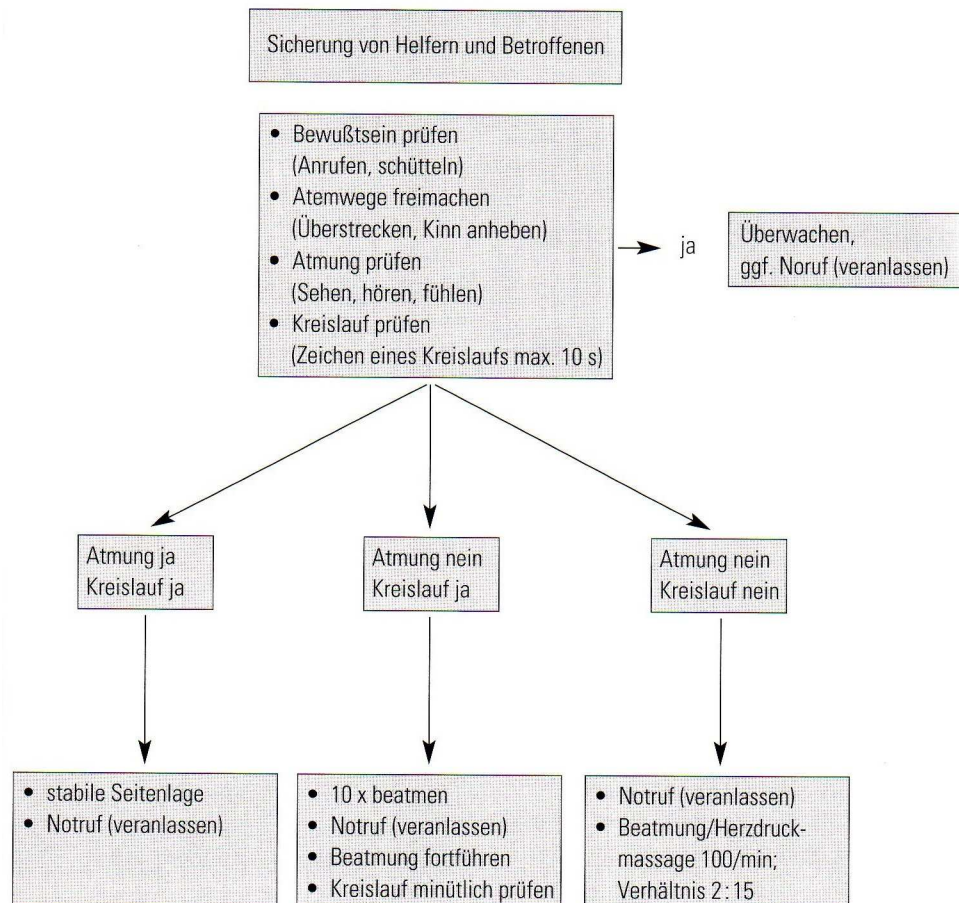 Sicherung von Helfern und Betroffenen
• Bewußtsein prüfen
(Anrufen, schütteln)
• Atemwege freimachen
(Überstrecken, Kinn anheben)
• Atmung prüfen
(Sehen, hören, fühlen)
• Kreislauf prüfen
(Zeichen eines Kreislaufs max. 10 s)
ja
Überwachen,
ggf. Noruf (veranlassen)
Atmung ja
Kreislauf ja
Atmung nein
Kreislauf ja
Atmung nein
Kreislauf nein
• stabile Seitenlage
• Notruf (veranlassen)
• 10 x beatmen
• Notruf (veranlassen)
• Beatmung fortführen
• Kreislauf minütlich prüfen
• Notruf (veranlassen)
• Beatmung/Herzdruck-
massage 100/min;
Verhältnis 2:15